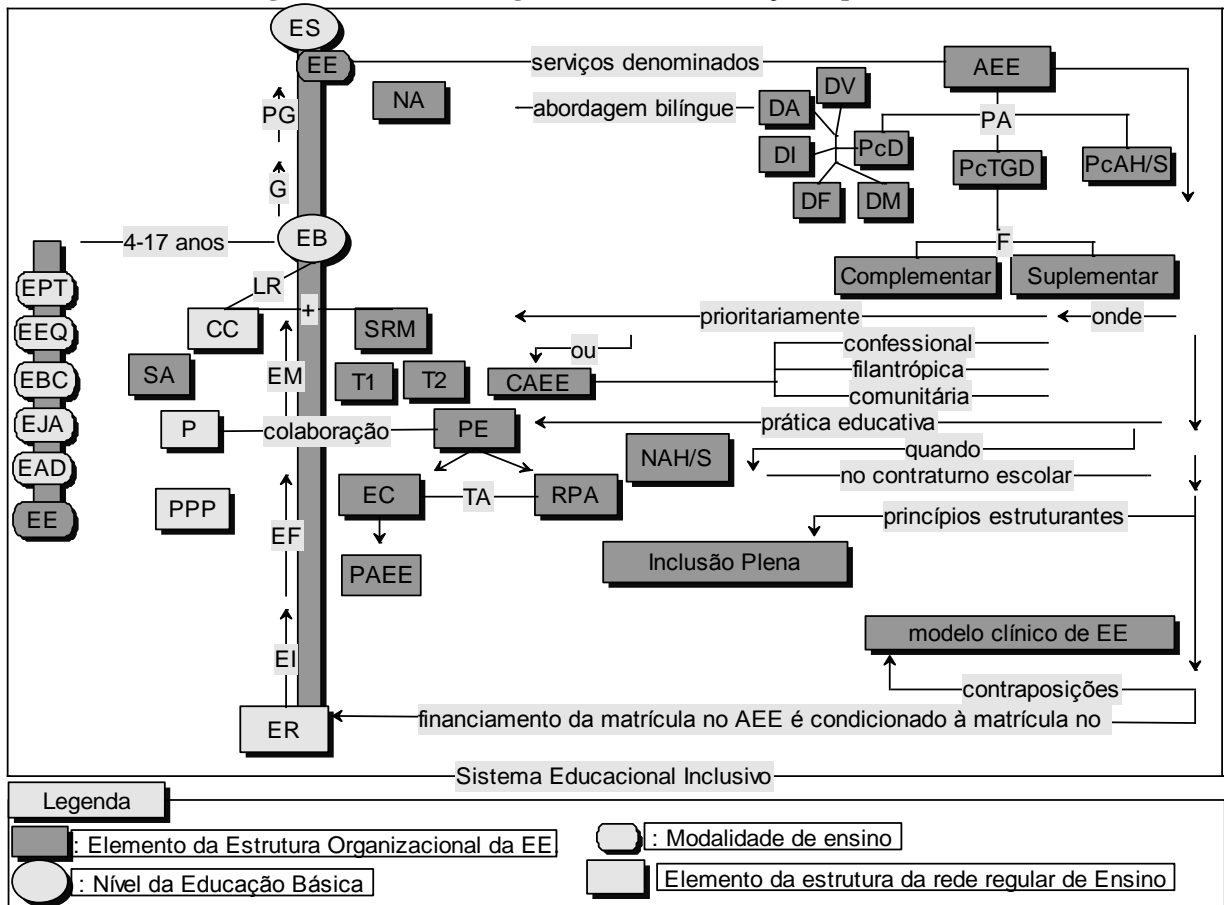 ES
EE
serviços denominados
AEE
NA
PG
abordagem bilíngue
DA
DV
PA
DI
PcD
PcTGD
PcAH/S
G
DF
DM
4-17 anos
EB
F
Complementar
Suplementar
EPT
LR
EEQ
CC
+
SRM
prioritariamente
onde
ou
confessional
EBC
SA
EM
T1
T2
CAEE
filantrópica
comunitária
EJA
P
colaboração
PE
prática educativa
quando
EAD
NAH/S
no contraturno escolar
EE
PPP
EC
TA
RPA
EF
princípios estruturantes
PAEE
Inclusão Plena
EI
modelo clínico de EE
contraposições
ER
financiamento da matrícula no AEE é condicionado à matrícula no
Sistema Educacional Inclusivo
Legenda
: Elemento da Estrutura Organizacional da EE.
: Modalidade de ensino
: Nível da Educação Básica
Elemento da estrutura da rede regular de Ensino